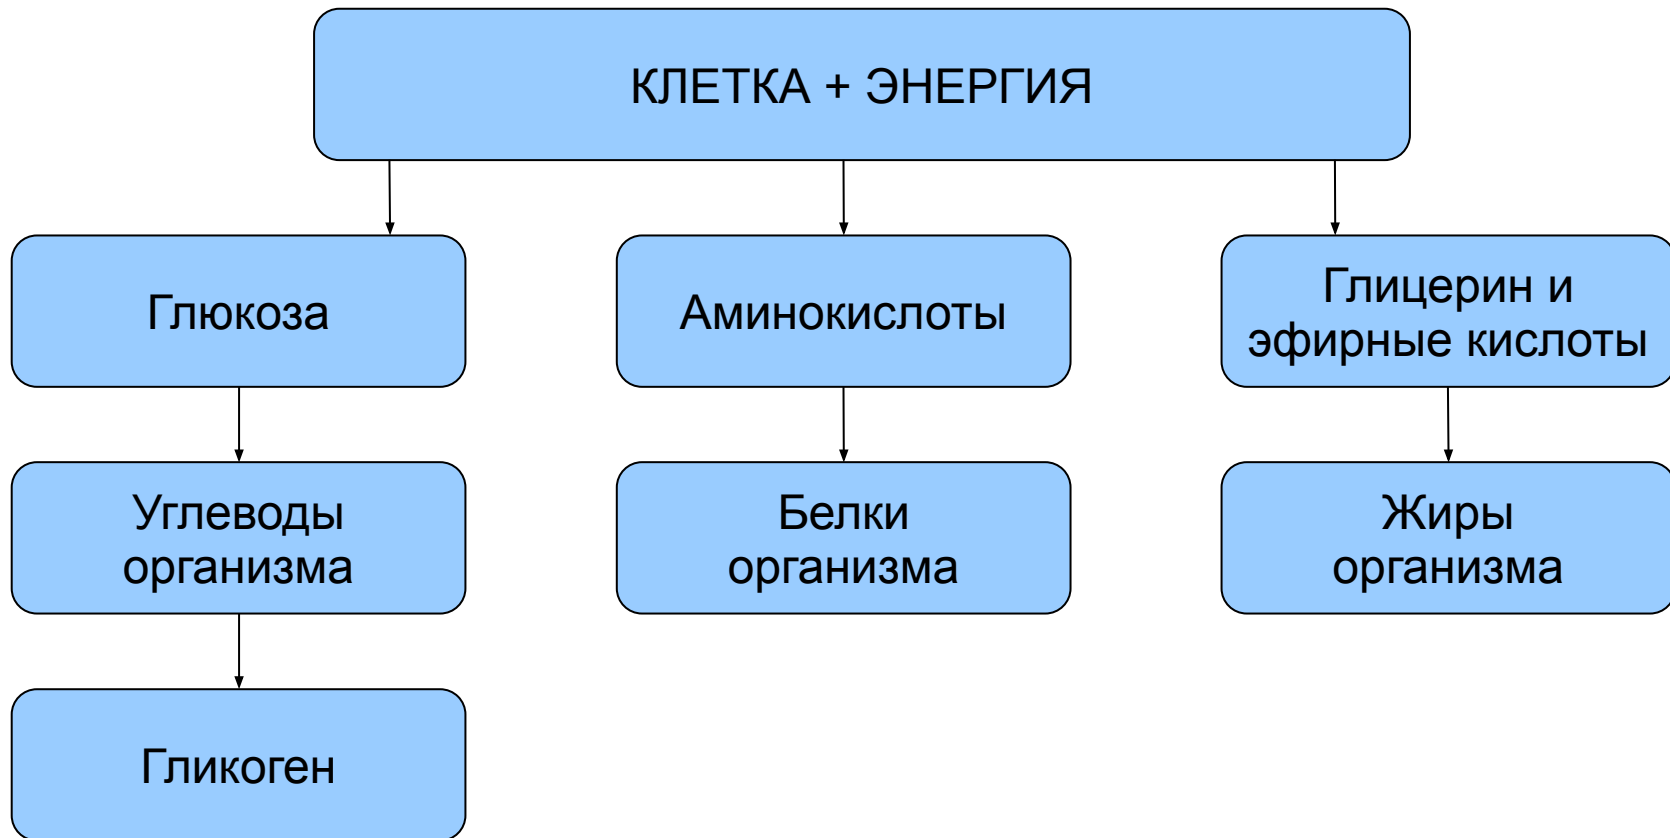 КЛЕТКА + ЭНЕРГИЯ
Глюкоза
Аминокислоты
Глицерин и
эфирные кислоты
Углеводы
организма
Белки
организма
Жиры
организма
Гликоген